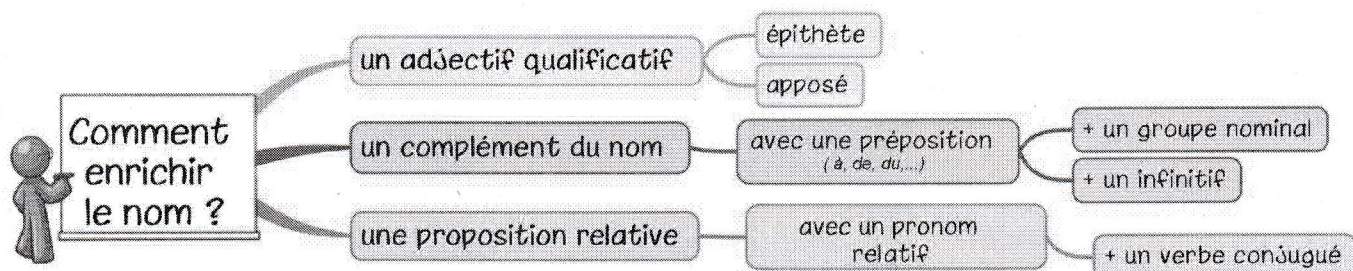 Comment
enrichir
le nom ?
un adjectif qualificatif
épithète
apposé
un complément du nom
avec une préposition
( à, de, du,...)
+ un groupe nominal
+ un infinitif
une proposition relative
avec un pronom
relatif
+ un verbe conjugué